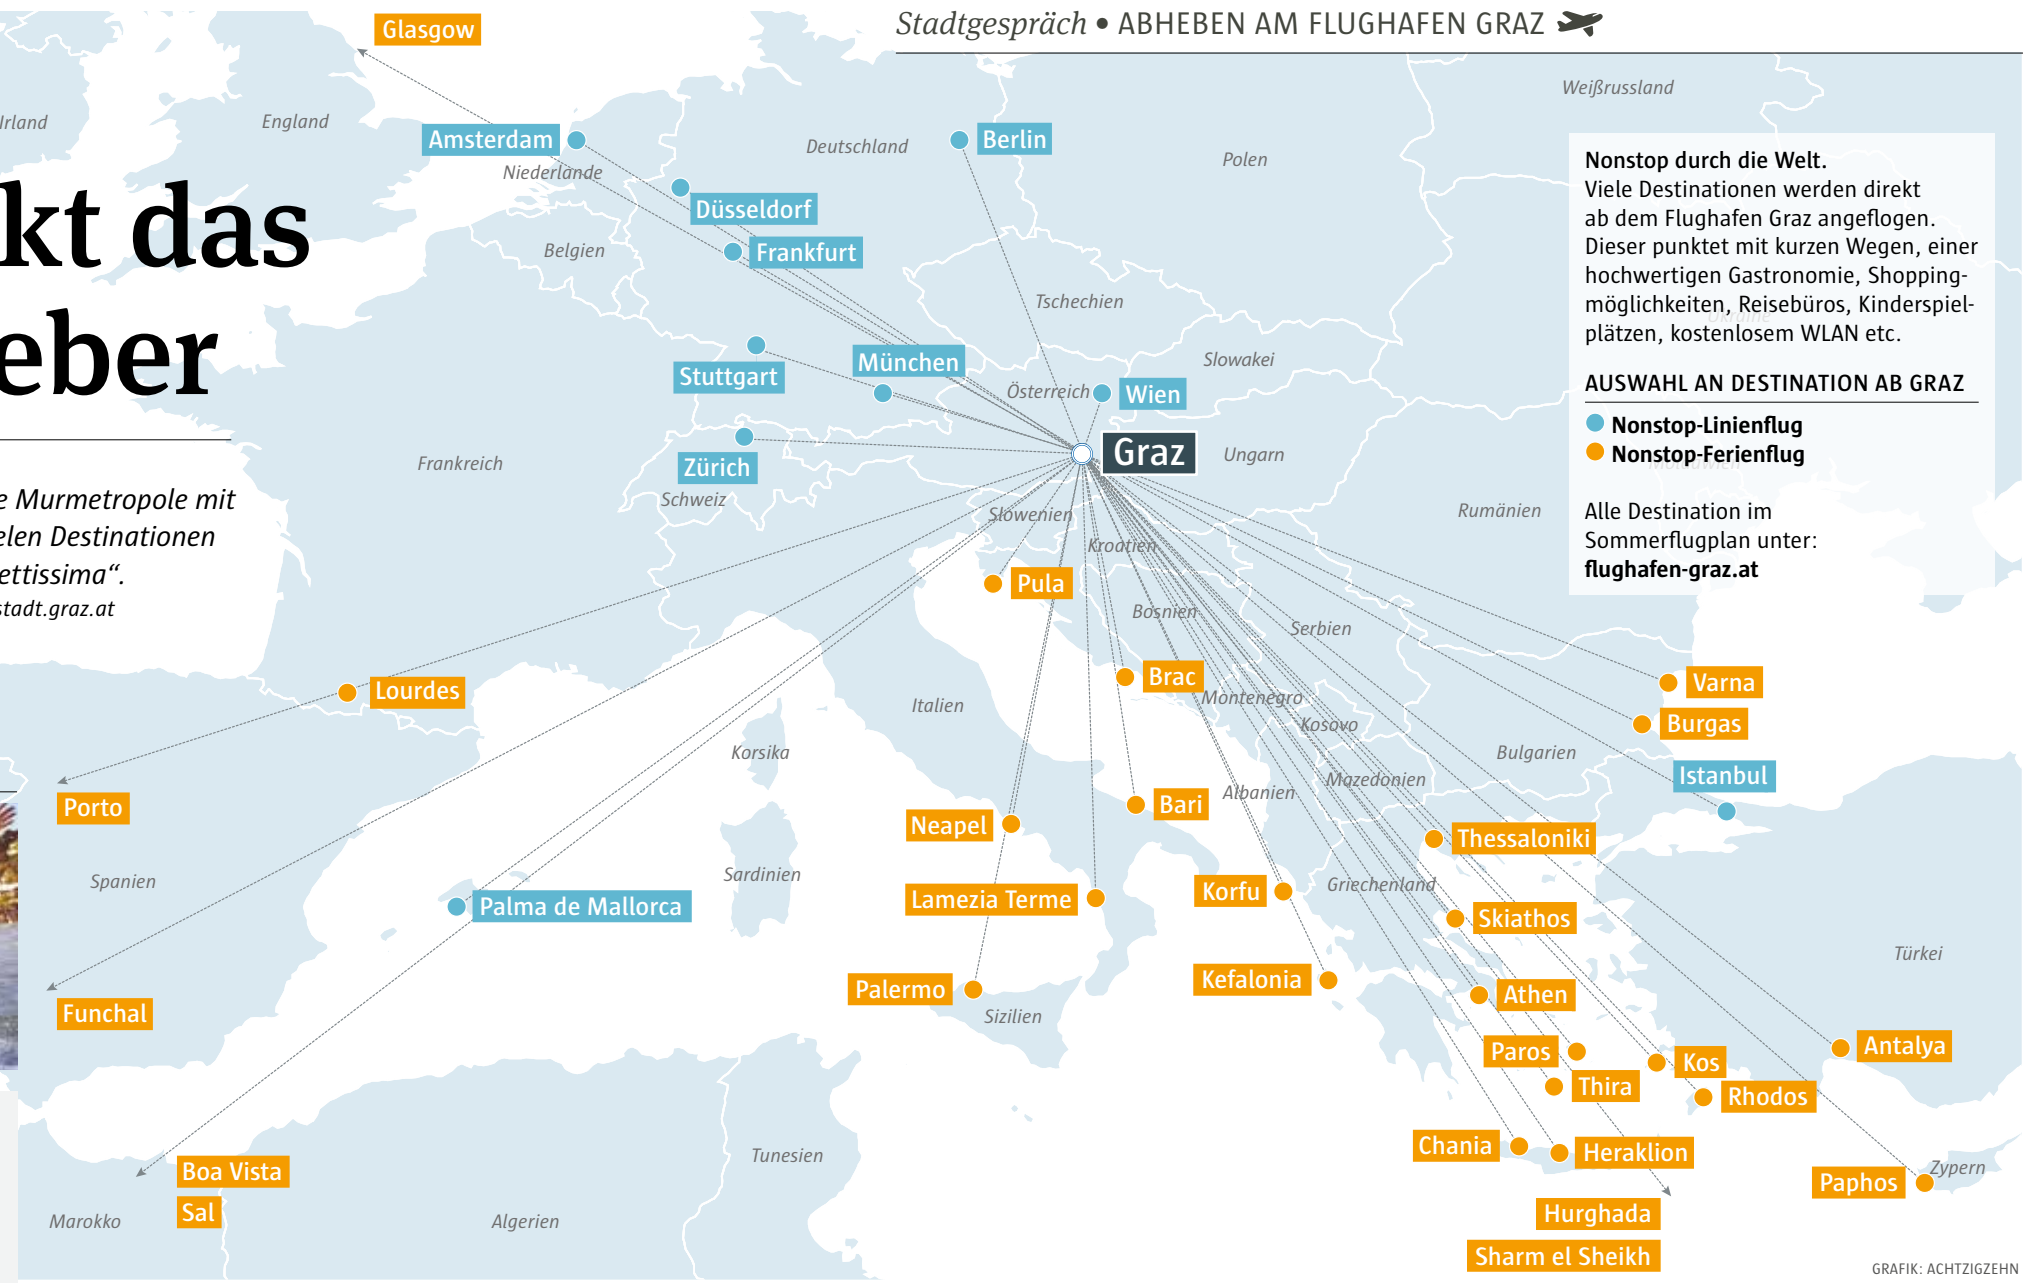 Stadtgespräch • ABHEBEN AM FLUGHAFEN GRAZ
kt das
eber
e Murmetropole mit
elen Destinationen
ettissima“.
stadt.graz.at
Nonstop durch die Welt.
Viele Destinationen werden direkt
ab dem Flughafen Graz angeflogen.
Dieser punktet mit kurzen Wegen, einer
hochwertigen Gastronomie, Shopping-
möglichkeiten, Reisebüros, Kinderspiel-
plätzen, kostenlosem WLAN etc.
AUSWAHL AN DESTINATION AB GRAZ
Nonstop-Linienflug
Nonstop-Ferienflug
Alle Destination im
Sommerflugplan unter:
flughafen-graz.at
Glasgow
Irland
England
Amsterdam
Niederlande
Deutschland
Berlin
Polen
Weißrussland
Ukraine
Moldawien
Düsseldorf
Belgien
Frankfurt
Tschechien
Stuttgart
München
Österreich
Wien
Slowakei
Zürich
Schweiz
Graz
Ungarn
Frankreich
Slowenien
Kroatien
Rumänien
Pula
Bosnien
Serbien
Lourdes
Italien
Brac
Montenegro
Kosovo
Varna
Burgas
Bulgarien
Korsika
Istanbul
Porto
Neapel
Bari
Albanien
Mazedonien
Thessaloniki
Spanien
Sardinien
Palma de Mallorca
Lamezia Terme
Korfu
Griechenland
Skiathos
Türkei
Funchal
Palermo
Sizilien
Kefalonia
Athen
Paros
Thira
Kos
Rhodos
Antalya
Chania
Heraklion
Tunesien
Boa Vista
Sal
Marokko
Algerien
Paphos
Zypern
Hurghada
Sharm el Sheikh
GRAFIK: ACHTZIGZEHN